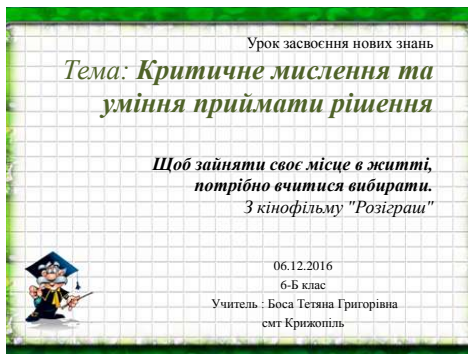 Урок засвоєння нових знань
Тема: Критичне мислення та
уміння приймати рішення
Щоб зайняти своє місце в житті,
потрібно вчитися вибирати.
З кінофільму "Розіграш"
06.12.2016
6-Б клас
Учитель : Боса Тетяна Григорівна
смт Крижопіль